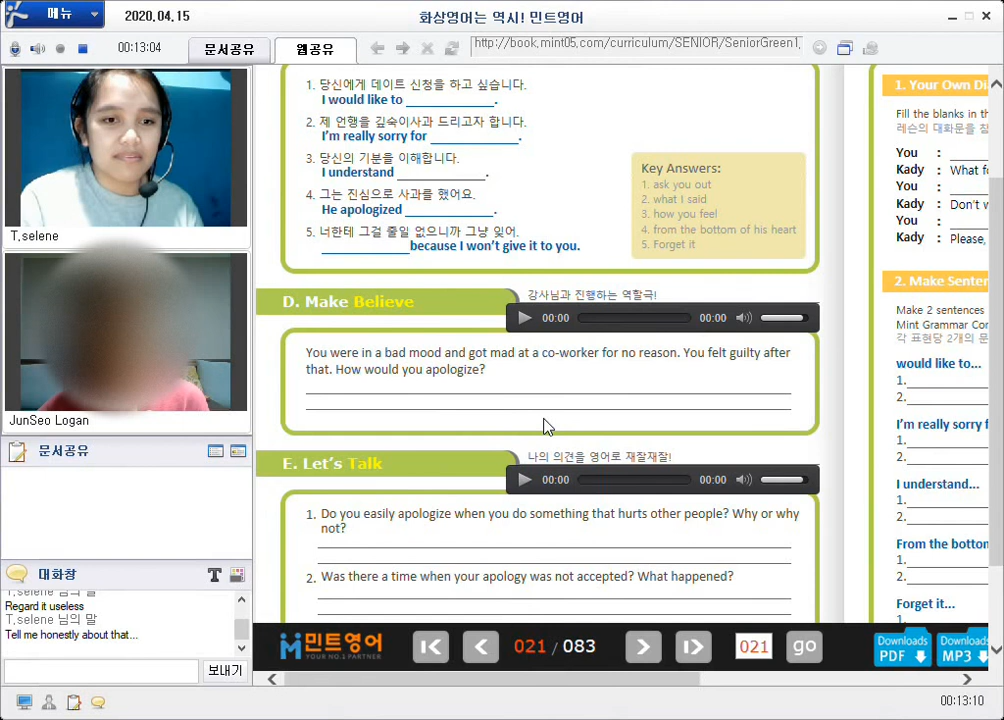 메뉴
2020.04.15
화상영어는 역시! 민트영어
00:13:04
문서공유
웹공유
http://book.mint05.com/curriculum/SENIOR/SeniorGreen1,
T,selene
JunSeo Logan
문서공유
대화창
T,selene 님의 말
Regard it useless
T,selene 님의 말
Tell me honestly about that...
보내기
1. 당신에게 데이트 신청을 하고 싶습니다.
I would like to ____________.
2. 제 언행을 깊숙이사과 드리고자 합니다.
I'm really sorry for ____________.
3. 당신의 기분을 이해합니다.
I understand ____________.
4. 그는 진심으로 사과를 했어요.
He apologized ____________.
5. 너한테 그걸 줄일 없으니까 그냥 잊어.
____________ because I won't give it to you.
Key Answers:
1. ask you out
2. what I said
3. how you feel
4. from the bottom of his heart
5. Forget it
D. Make Believe
강사님과 진행하는 역할극!
00:00
00:00
You were in a bad mood and got mad at a co-worker for no reason. You felt guilty after
that. How would you apologize?
E. Let's Talk
나의 의견을 영어로 재잘재잘!
00:00
00:00
1. Do you easily apologize when you do something that hurts other people? Why or why
not?
2. Was there a time when your apology was not accepted? What happened?
1. Your Own Di
Fill the blanks in th
레슨의 대화문을 참
You :
Kady : What fo
You :
Kady : Don't w
You :
Kady : Please,
2. Make Senten
Make 2 sentences
Mint Grammar Con
각 표현당 2개의 문
would like to...
1.
2.
I'm really sorry f
1.
2.
I understand...
1.
2.
From the bottom
1.
2.
Forget it...
1.
민트영어
YOUR NO.1 PARTNER
021 / 083
021
go
Downloads
PDF
Downloads
MP3
00:13:10